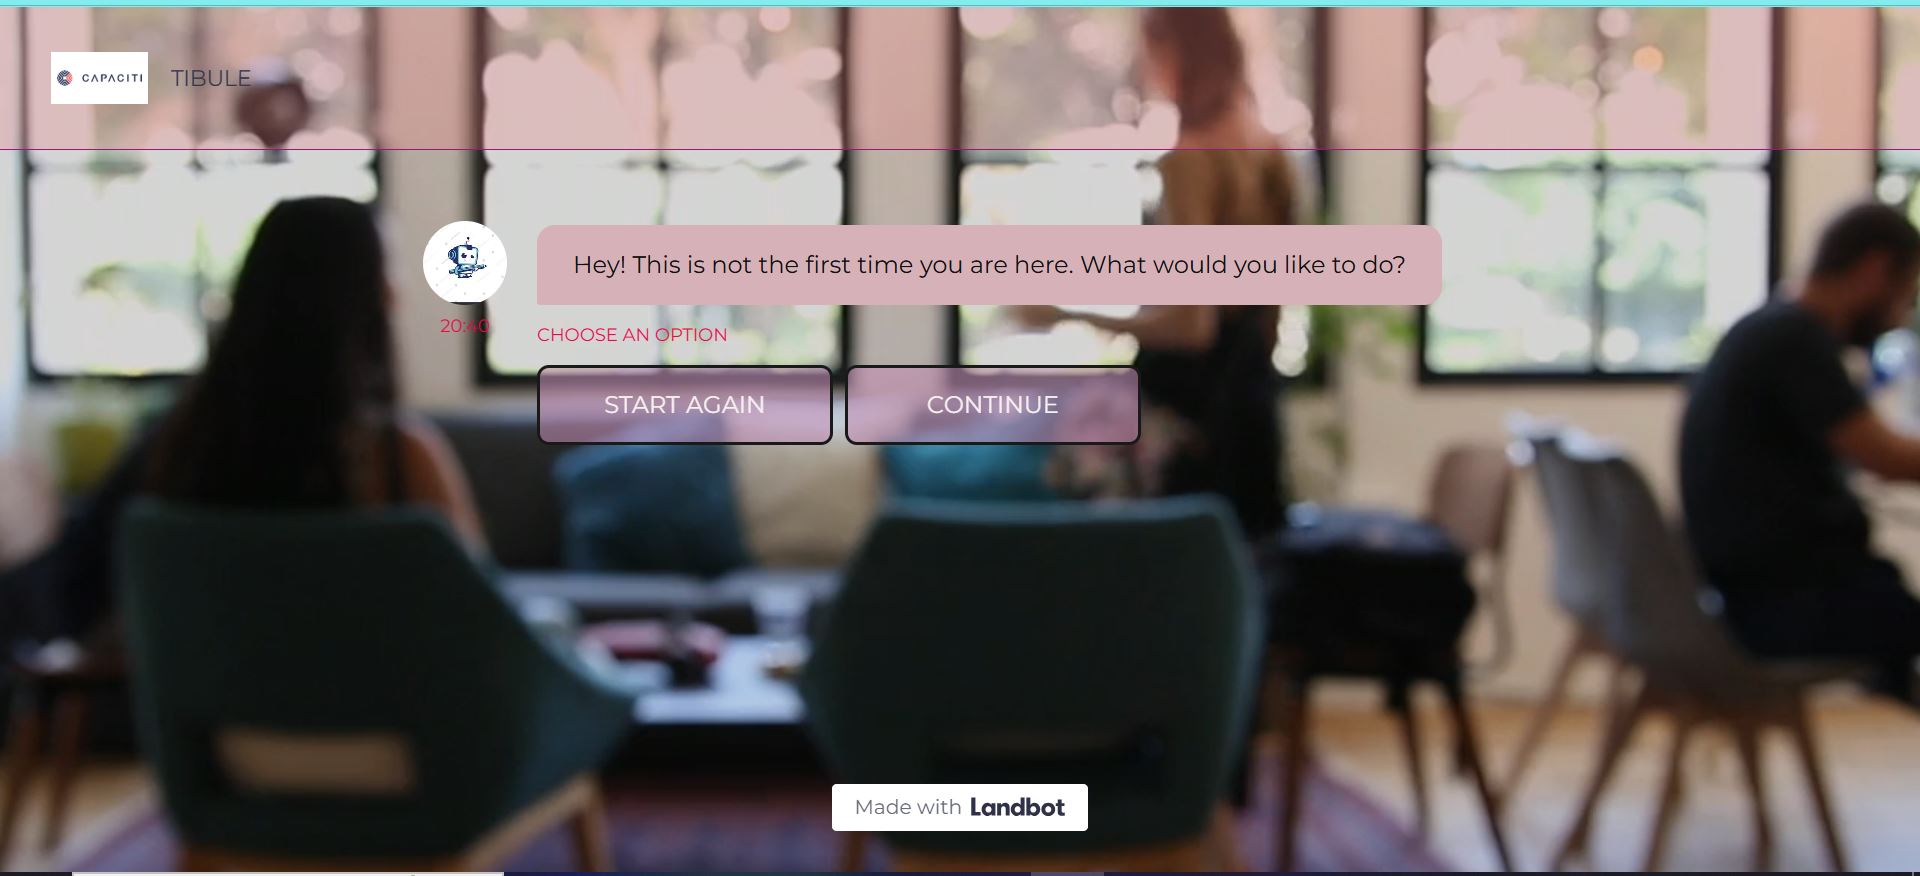 CAPACITI
TIBULE
Hey! This is not the first time you are here. What would you like to do?
20:40
CHOOSE AN OPTION
START AGAIN
CONTINUE
Made with Landbot